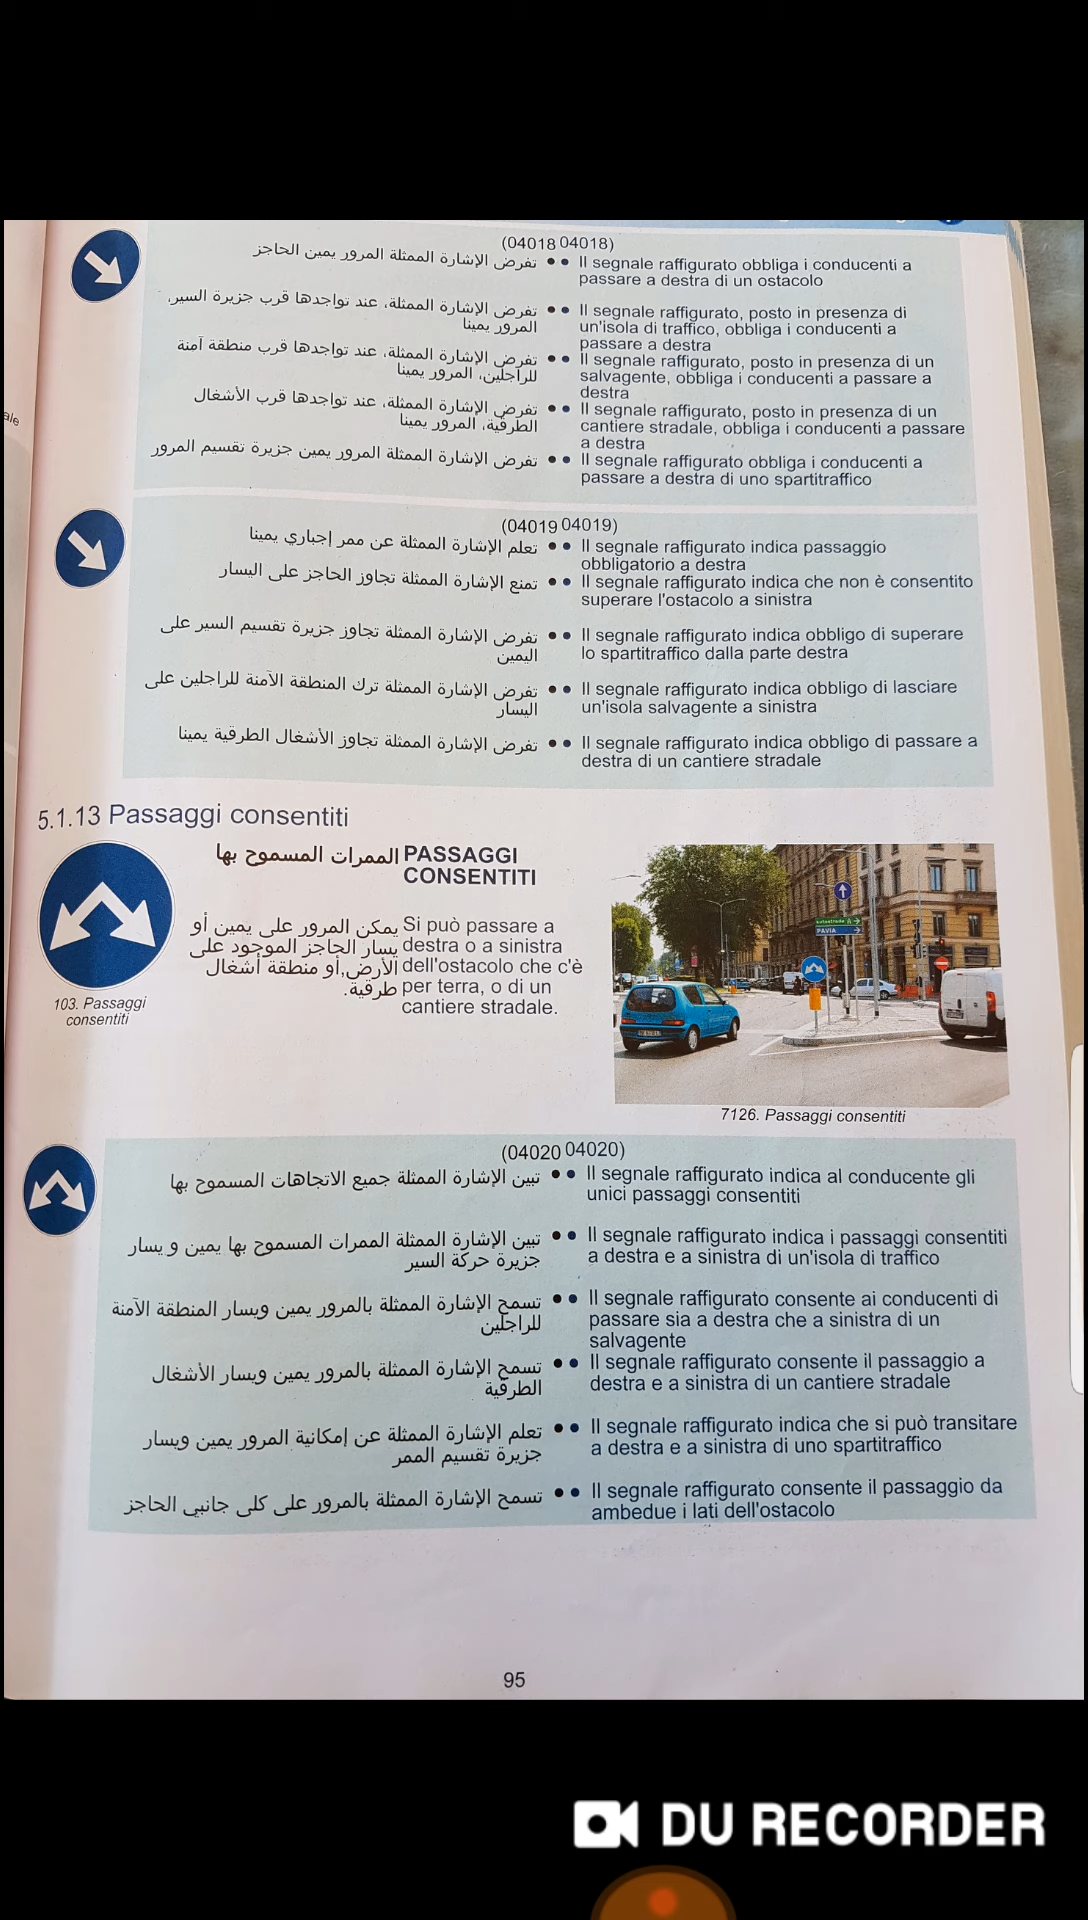 (04018 04018)
تفرض الإشارة الممثلة المرور يمين الحاجز
Il segnale raffigurato obbliga i conducenti a
passare a destra di un ostacolo
تفرض الإشارة الممثلة، عند تواجدها قرب جزيرة السير،
المرور يمينا
Il segnale raffigurato, posto in presenza di
un'isola di traffico, obbliga i conducenti a
passare a destra
تفرض الإشارة الممثلة، عند تواجدها قرب منطقة آمنة
للراجلين، المرور يمينا
Il segnale raffigurato, posto in presenza di un
salvagente, obbliga i conducenti a passare a
destra
تفرض الإشارة الممثلة، عند تواجدها قرب الأشغال
الطرقية، المرور يمينا
Il segnale raffigurato, posto in presenza di un
cantiere stradale, obbliga i conducenti a passare
a destra
تفرض الإشارة الممثلة المرور يمين جزيرة تقسيم المرور
Il segnale raffigurato obbliga i conducenti a
passare a destra di uno spartitraffico
ale
(04019 04019)
تعلم الإشارة الممثلة عن ممر إجباري يمينا
Il segnale raffigurato indica passaggio
obbligatorio a destra
تمنع الإشارة الممثلة تجاوز الحاجز على اليسار
Il segnale raffigurato indica che non è consentito
superare l'ostacolo a sinistra
تفرض الإشارة الممثلة تجاوز جزيرة تقسيم السير على
اليمين
Il segnale raffigurato indica obbligo di superare
lo spartitraffico dalla parte destra
تفرض الإشارة الممثلة ترك المنطقة الآمنة للراجلين على
اليسار
Il segnale raffigurato indica obbligo di lasciare
un'isola salvagente a sinistra
تفرض الإشارة الممثلة تجاوز الأشغال الطرقية يمينا
Il segnale raffigurato indica obbligo di passare a
destra di un cantiere stradale
5.1.13 Passaggi consentiti
الممرات المسموح بها
PASSAGGI
CONSENTITI
يمكن المرور على يمين أو
يسار الحاجز الموجود على
الأرض,أو منطقة أشغال
طرقية.
Si può passare a
destra o a sinistra
dell'ostacolo che c'è
per terra, o di un
cantiere stradale.
103. Passaggi
consentiti
autostrade A
PAVIA
7126. Passaggi consentiti
(04020 04020)
تبين الإشارة الممثلة جميع الاتجاهات المسموح بها
Il segnale raffigurato indica al conducente gli
unici passaggi consentiti
تبين الإشارة الممثلة الممرات المسموح بها يمين و يسار
جزيرة حركة السير
Il segnale raffigurato indica i passaggi consentiti
a destra e a sinistra di un'isola di traffico
تسمح الإشارة الممثلة بالمرور يمين ويسار المنطقة الآمنة
للراجلين
Il segnale raffigurato consente ai conducenti di
passare sia a destra che a sinistra di un
salvagente
تسمح الإشارة الممثلة بالمرور يمين ويسار الأشغال
الطرقية
Il segnale raffigurato consente il passaggio a
destra e a sinistra di un cantiere stradale
تعلم الإشارة الممثلة عن إمكانية المرور يمين ويسار
جزيرة تقسيم الممر
Il segnale raffigurato indica che si può transitare
a destra e a sinistra di uno spartitraffico
تسمح الإشارة الممثلة بالمرور على كلى جانبي الحاجز
Il segnale raffigurato consente il passaggio da
ambedue i lati dell'ostacolo
95
DU RECORDER